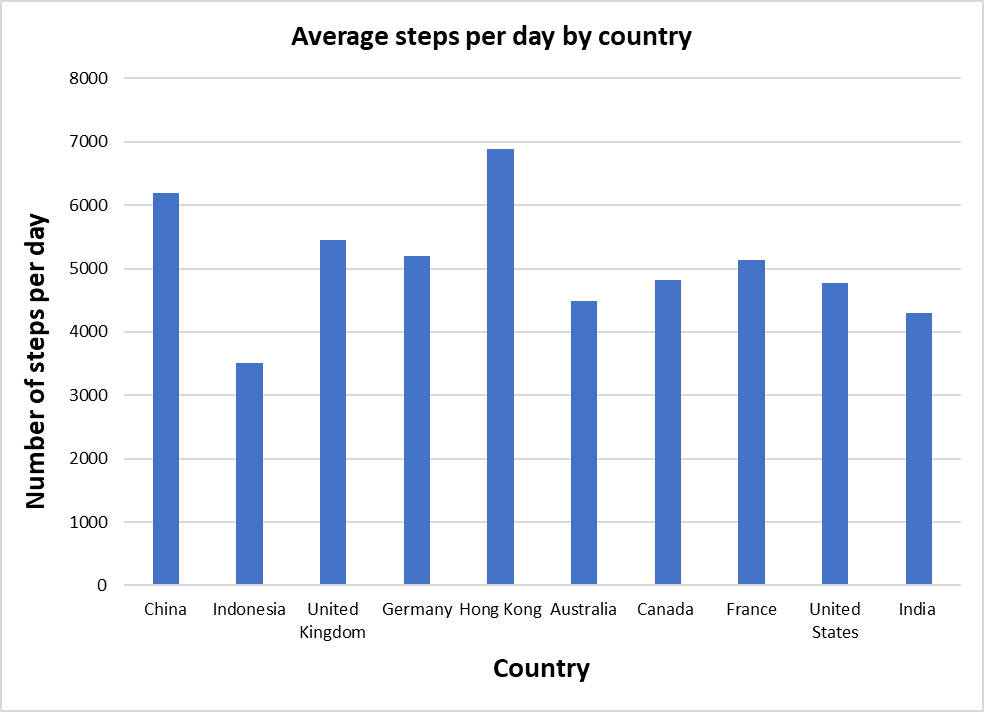 Average steps per day by country
Number of steps per day
8000
7000
6000
5000
4000
3000
2000
1000
0
China Indonesia United Germany Hong Kong Australia Canada France United India
Kingdom States
Country